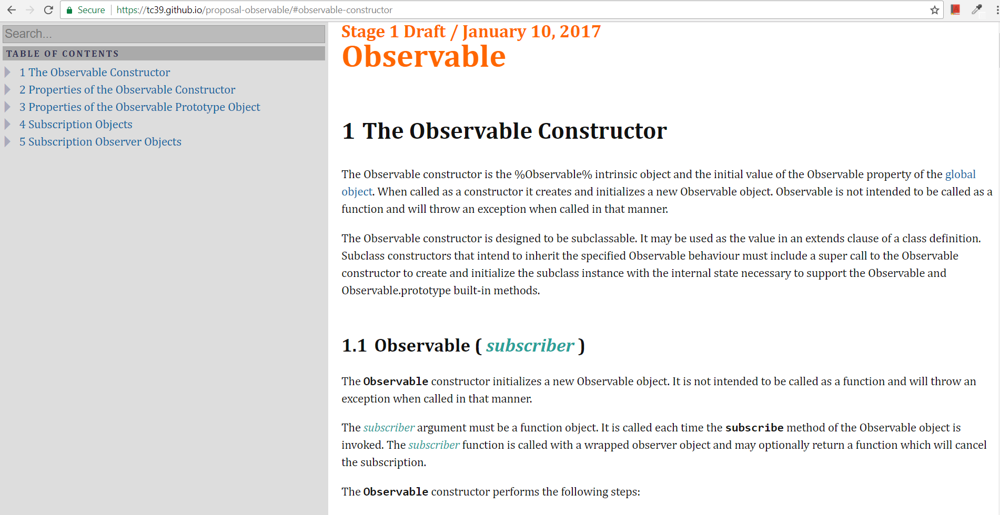 Secure
https://tc39.github.io/proposal-observable/#observable-constructor
Search...
TABLE OF CONTENTS
1 The Observable Constructor
2 Properties of the Observable Constructor
3 Properties of the Observable Prototype Object
4 Subscription Objects
5 Subscription Observer Objects
Stage 1 Draft / January 10, 2017
Observable
1 The Observable Constructor
The Observable constructor is the %Observable% intrinsic object and the initial value of the Observable property of the global
object. When called as a constructor it creates and initializes a new Observable object. Observable is not intended to be called as a
function and will throw an exception when called in that manner.
The Observable constructor is designed to be subclassable. It may be used as the value in an extends clause of a class definition.
Subclass constructors that intend to inherit the specified Observable behaviour must include a super call to the Observable
constructor to create and initialize the subclass instance with the internal state necessary to support the Observable and
Observable.prototype built-in methods.
1.1 Observable ( subscriber )
The Observable constructor initializes a new Observable object. It is not intended to be called as a function and will throw an
exception when called in that manner.
The subscriber argument must be a function object. It is called each time the subscribe method of the Observable object is
invoked. The subscriber function is called with a wrapped observer object and may optionally return a function which will cancel
the subscription.
The Observable constructor performs the following steps: